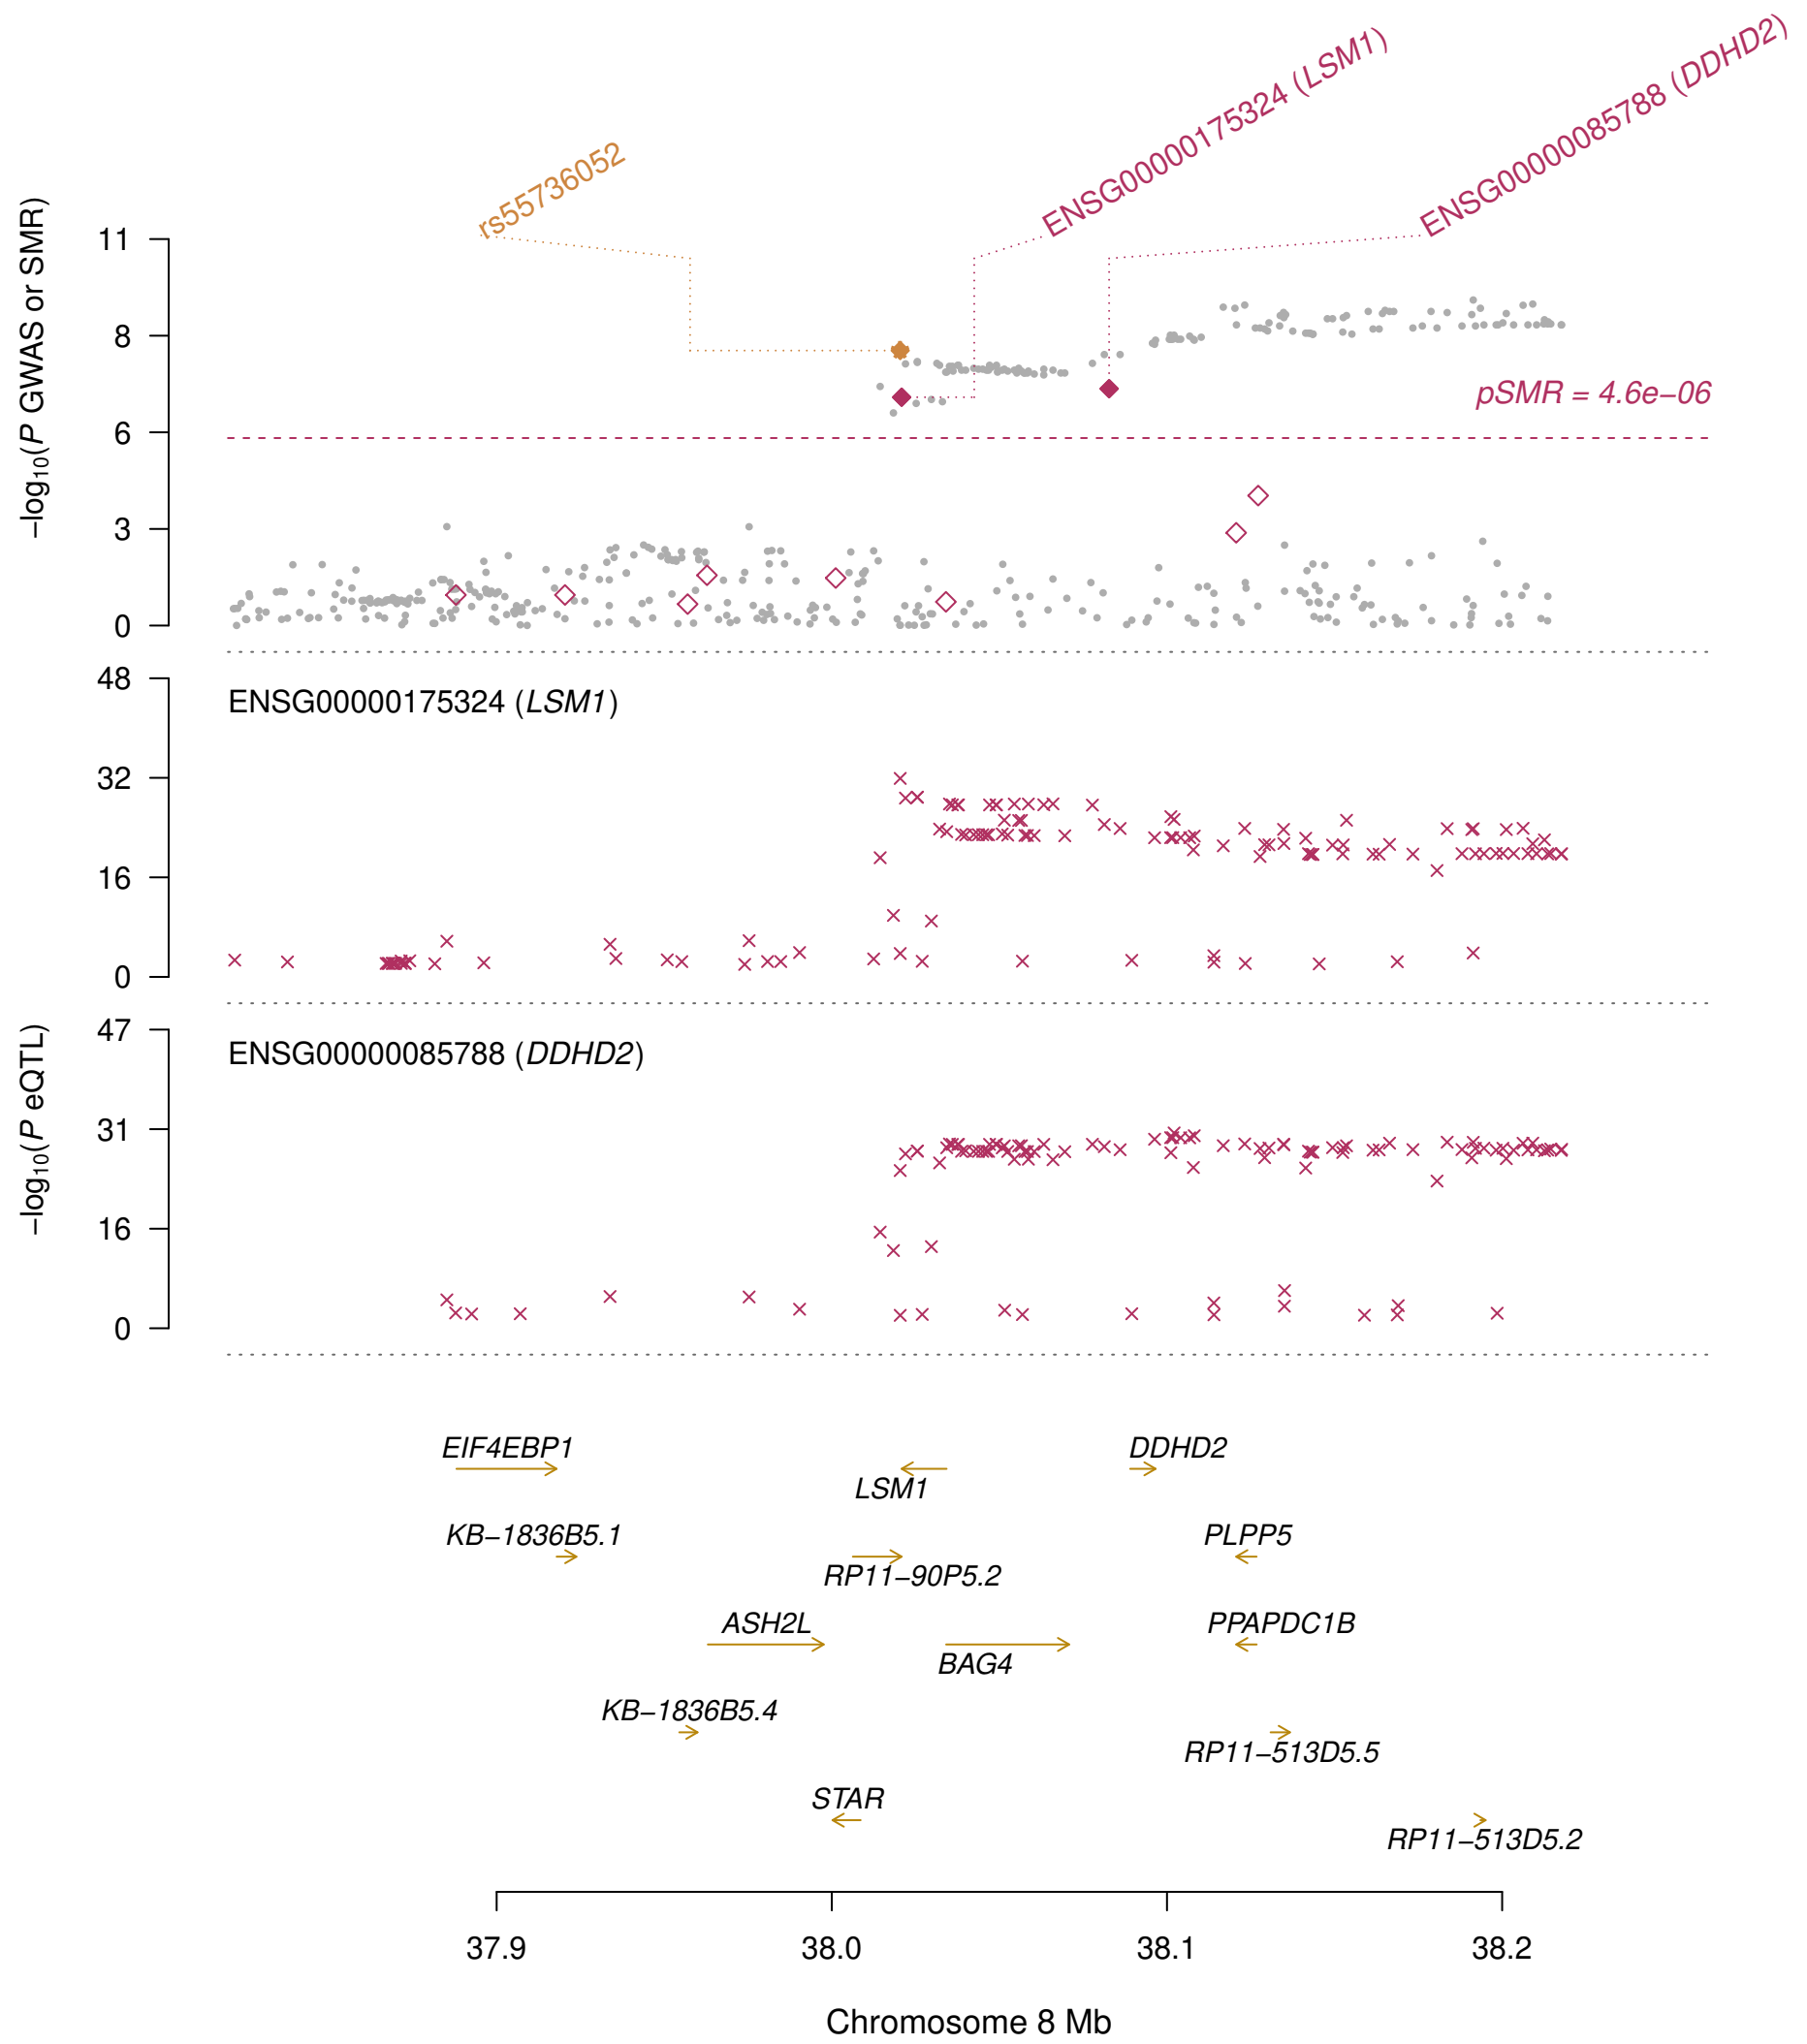 ENSG00000175324 (LSM1)
ENSG00000085788 (DDHD2)
rs55736052
−log10(P GWAS or SMR)
11
8
6
3
0
pSMR = 4.6e−06
48
32
16
0
ENSG00000175324 (LSM1)
−log10(P eQTL)
47
31
16
0
ENSG00000085788 (DDHD2)
EIF4EBP1
DDHD2
LSM1
KB−1836B5.1
PLPP5
RP11−90P5.2
ASH2L
PPAPDC1B
BAG4
KB−1836B5.4
RP11−513D5.5
STAR
RP11−513D5.2
37.9 38.0 38.1 38.2
Chromosome 8 Mb